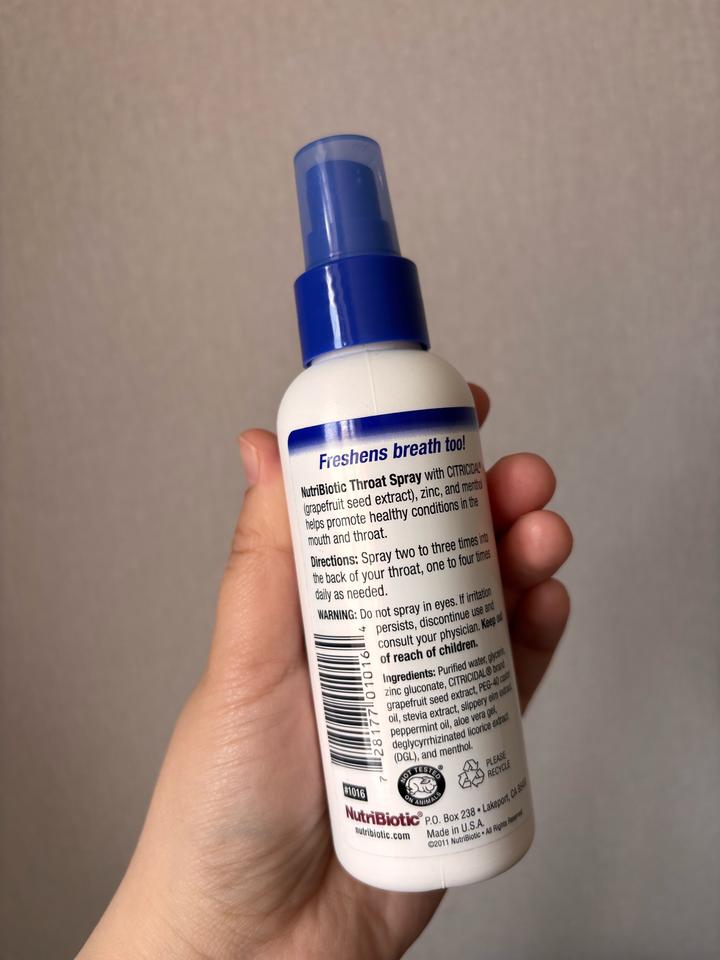 Freshens breath too!
NutriBiotic Throat Spray with CITRICIDAL®
(grapefruit seed extract), zinc, and menthol
helps promote healthy conditions in the
mouth and throat.
Directions: Spray two to three times into
the back of your throat, one to four times
daily as needed.
WARNING: Do not spray in eyes. If irritation
persists, discontinue use and
consult your physician. Keep out
of reach of children.
Ingredients: Purified water, glycerin,
zinc gluconate, CITRICIDAL® brand
grapefruit seed extract, PEG-40 castor
oil, stevia extract, slippery elm extract,
peppermint oil, aloe vera gel,
deglycyrrhizinated licorice extract
(DGL), and menthol.
7 28177 01016 4
#1016
NOT TESTED
ON ANIMALS
PLEASE
RECYCLE
NutriBiotic®
nutribiotic.com
P.O. Box 238 • Lakeport, CA
Made in U.S.A.
©2011 NutriBiotic • All Rights Reserved